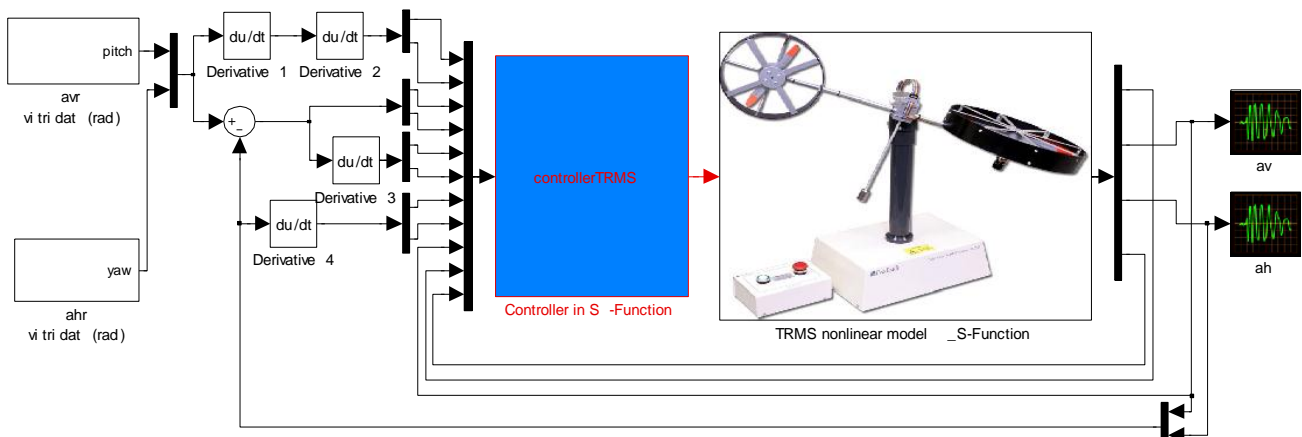 pitch
avr
vi tri dat (rad)
du/dt
Derivative 1
du/dt
Derivative 2
+
−
du/dt
Derivative 3
du/dt
Derivative 4
yaw
ahr
vi tri dat (rad)
controllerTRMS
Controller in S -Function
TRMS nonlinear model _S-Function
av
ah